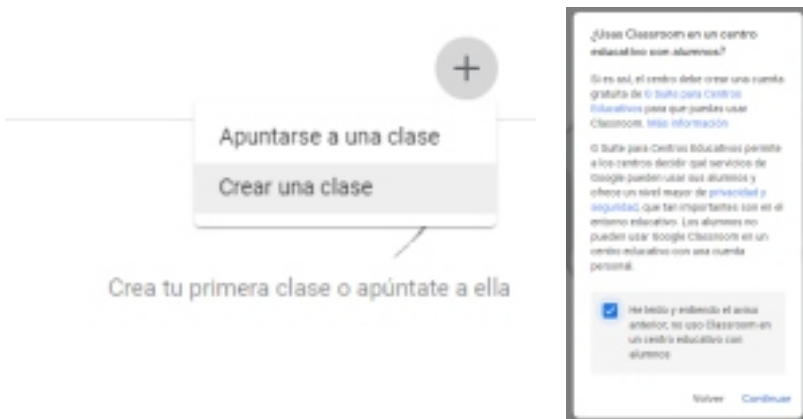 +
Apuntarse a una clase
Crear una clase
Crea tu primera clase o apúntate a ella
¿Usas Classroom en un centro
educativo con alumnos?
Si es así, el centro debe crear una cuenta
gratuita de G Suite para Centros
Educativos para que puedas usar
Classroom. Más información
G Suite para Centros Educativos permite
a los centros decidir qué servicios de
Google pueden usar sus alumnos y
ofrece un nivel mayor de privacidad y
seguridad, que tan importantes son en el
entorno educativo. Los alumnos no
pueden usar Google Classroom en un
centro educativo con una cuenta
personal.
He leído y entiendo el aviso
anterior; no uso Classroom en
un centro educativo con
alumnos
Volver Continuar